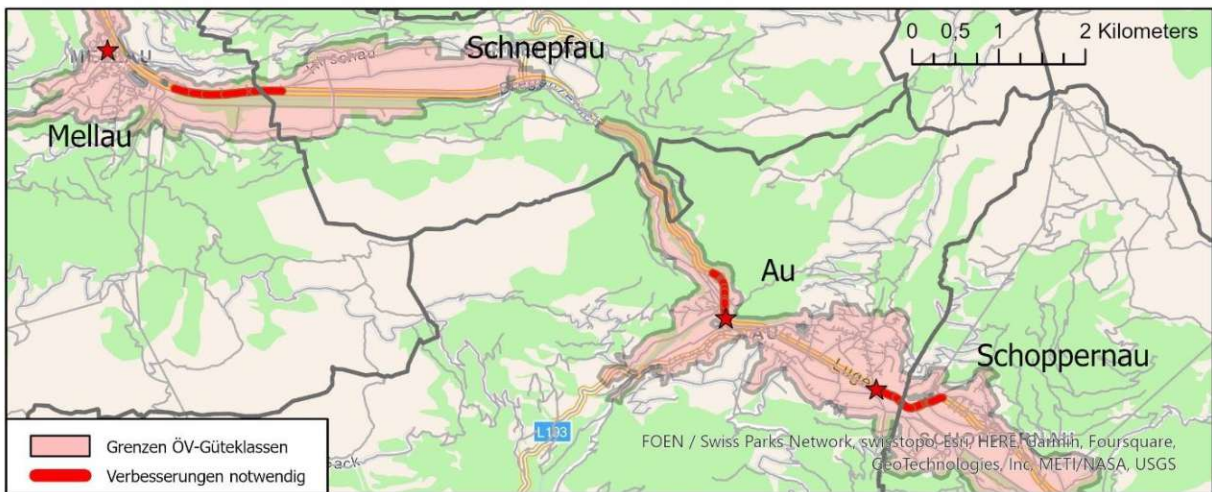 Schnepfau
0 0,5 1 2 Kilometers
Mellau
Au
Schoppernau
L193
Grenzen ÖV-Güteklassen
Verbesserungen notwendig
FOEN / Swiss Parks Network, swisstopo, Esri, HERE, Garmin, Foursquare,
GeoTechnologies, Inc, METI/NASA, USGS